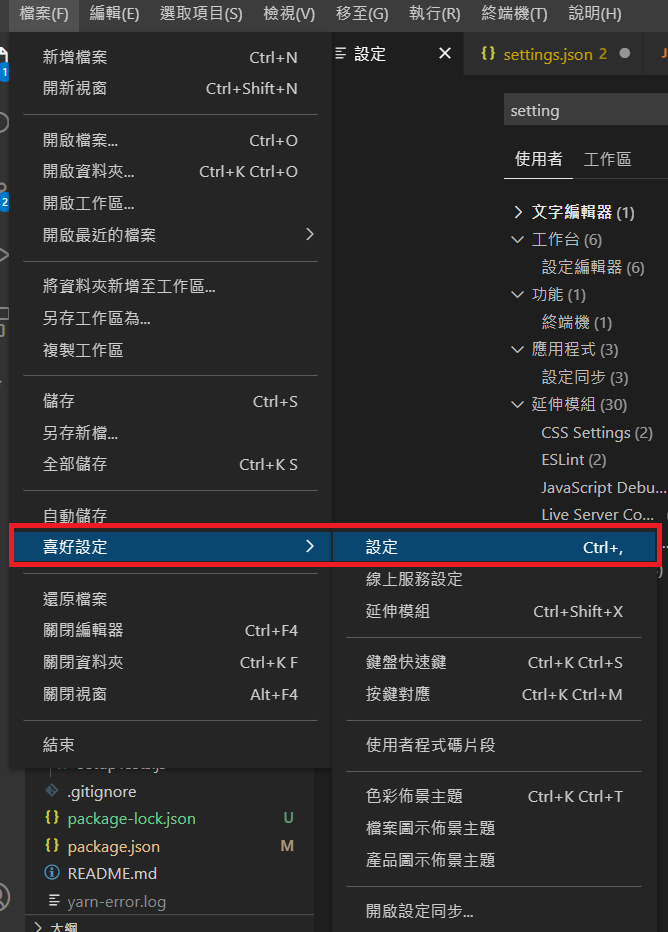 檔案(F) 編輯(E) 選取項目(S) 檢視(V) 移至(G) 執行(R) 終端機(T) 說明(H)
新增檔案 Ctrl+N
開新視窗 Ctrl+Shift+N
開啟檔案... Ctrl+O
開啟資料夾... Ctrl+K Ctrl+O
開啟工作區...
開啟最近的檔案
將資料夾新增至工作區...
另存工作區為...
複製工作區
儲存 Ctrl+S
另存新檔...
全部儲存 Ctrl+K S
自動儲存
喜好設定
還原檔案
關閉編輯器 Ctrl+F4
關閉資料夾 Ctrl+K F
關閉視窗 Alt+F4
結束
1
2
設定 settings.json 2
setting
使用者 工作區
文字編輯器 (1)
工作台 (6)
設定編輯器 (6)
功能 (1)
終端機 (1)
應用程式 (3)
設定同步 (3)
延伸模組 (30)
CSS Settings (2)
ESLint (2)
JavaScript Debu...
Live Server Co...
設定 Ctrl+,
線上服務設定
延伸模組 Ctrl+Shift+X
鍵盤快速鍵 Ctrl+K Ctrl+S
按鍵對應 Ctrl+K Ctrl+M
使用者程式碼片段
色彩佈景主題 Ctrl+K Ctrl+T
檔案圖示佈景主題
產品圖示佈景主題
開啟設定同步...
.gitignore
package-lock.json U
package.json M
README.md
yarn-error.log
大綱